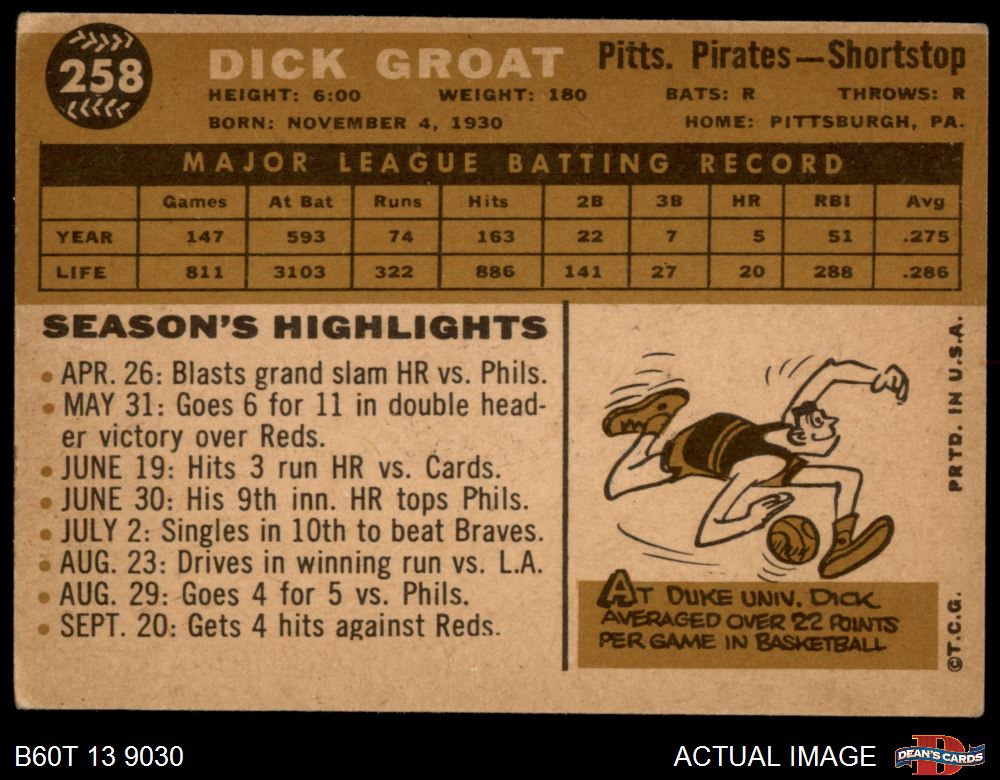 258
DICK GROAT
Pitts. Pirates—Shortstop
HEIGHT: 6:00 WEIGHT: 180 BATS: R THROWS: R
BORN: NOVEMBER 4, 1930 HOME: PITTSBURGH, PA.
MAJOR LEAGUE BATTING RECORD
Games At Bat Runs Hits 2B 3B HR RBI Avg
YEAR 147 593 74 163 22 7 5 51 .275
LIFE 811 3103 322 886 141 27 20 288 .286
SEASON'S HIGHLIGHTS
• APR. 26: Blasts grand slam HR vs. Phils.
• MAY 31: Goes 6 for 11 in double head-
er victory over Reds.
• JUNE 19: Hits 3 run HR vs. Cards.
• JUNE 30: His 9th inn. HR tops Phils.
• JULY 2: Singles in 10th to beat Braves.
• AUG. 23: Drives in winning run vs. L.A.
• AUG. 29: Goes 4 for 5 vs. Phils.
• SEPT. 20: Gets 4 hits against Reds.
AT DUKE UNIV. DICK
AVERAGED OVER 22 POINTS
PER GAME IN BASKETBALL
©T.C.G. PRTD. IN U.S.A.
B60T 13 9030
ACTUAL IMAGE
D
DEAN'S CARDS